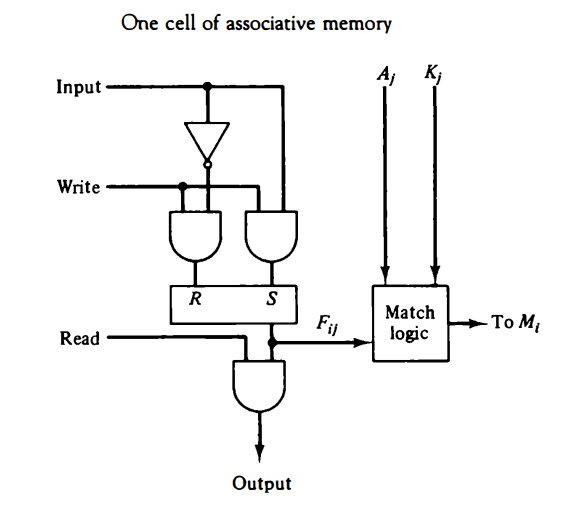 One cell of associative memory
A_j K_j
Input
Write
R S
Match
logic
F_ij
To M_i
Read
Output